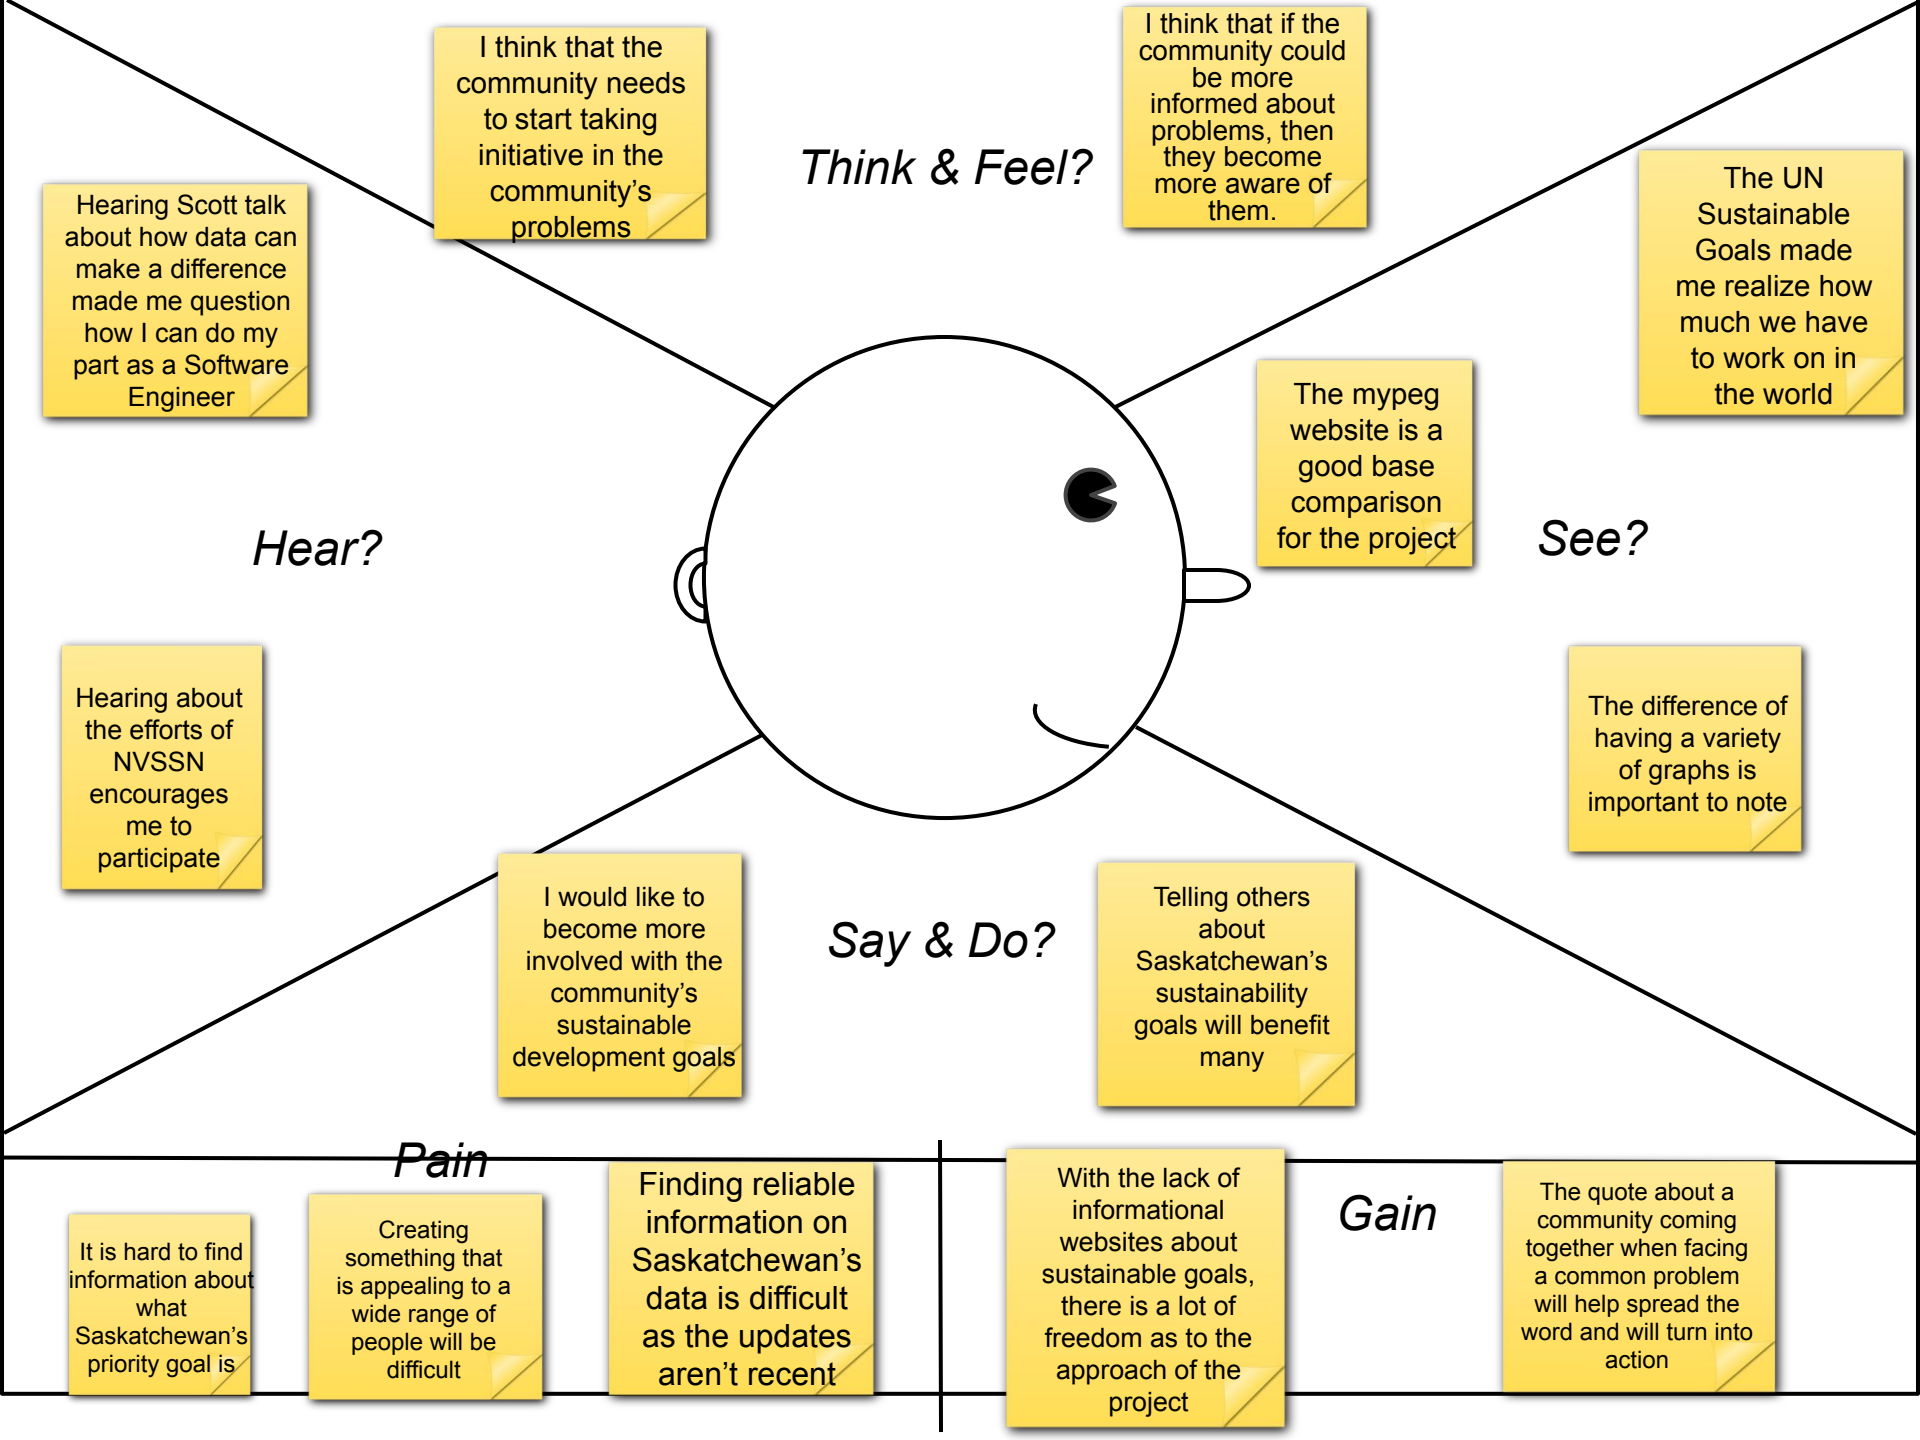 I think that the
community needs
to start taking
initiative in the
community's
problems
Think & Feel?
I think that if the
community could
be more
informed about
problems, then
they become
more aware of
them.
Hearing Scott talk
about how data can
make a difference
made me question
how I can do my
part as a Software
Engineer
Hear?
Hearing about
the efforts of
NVSSN
encourages
me to
participate
The UN
Sustainable
Goals made
me realize how
much we have
to work on in
the world
The mypeg
website is a
good base
comparison
for the project
See?
The difference of
having a variety
of graphs is
important to note
I would like to
become more
involved with the
community's
sustainable
development goals
Say & Do?
Telling others
about
Saskatchewan's
sustainability
goals will benefit
many
Pain
It is hard to find
information about
what
Saskatchewan's
priority goal is
Creating
something that
is appealing to a
wide range of
people will be
difficult
Finding reliable
information on
Saskatchewan's
data is difficult
as the updates
aren't recent
With the lack of
informational
websites about
sustainable goals,
there is a lot of
freedom as to the
approach of the
project
Gain
The quote about a
community coming
together when facing
a common problem
will help spread the
word and will turn into
action